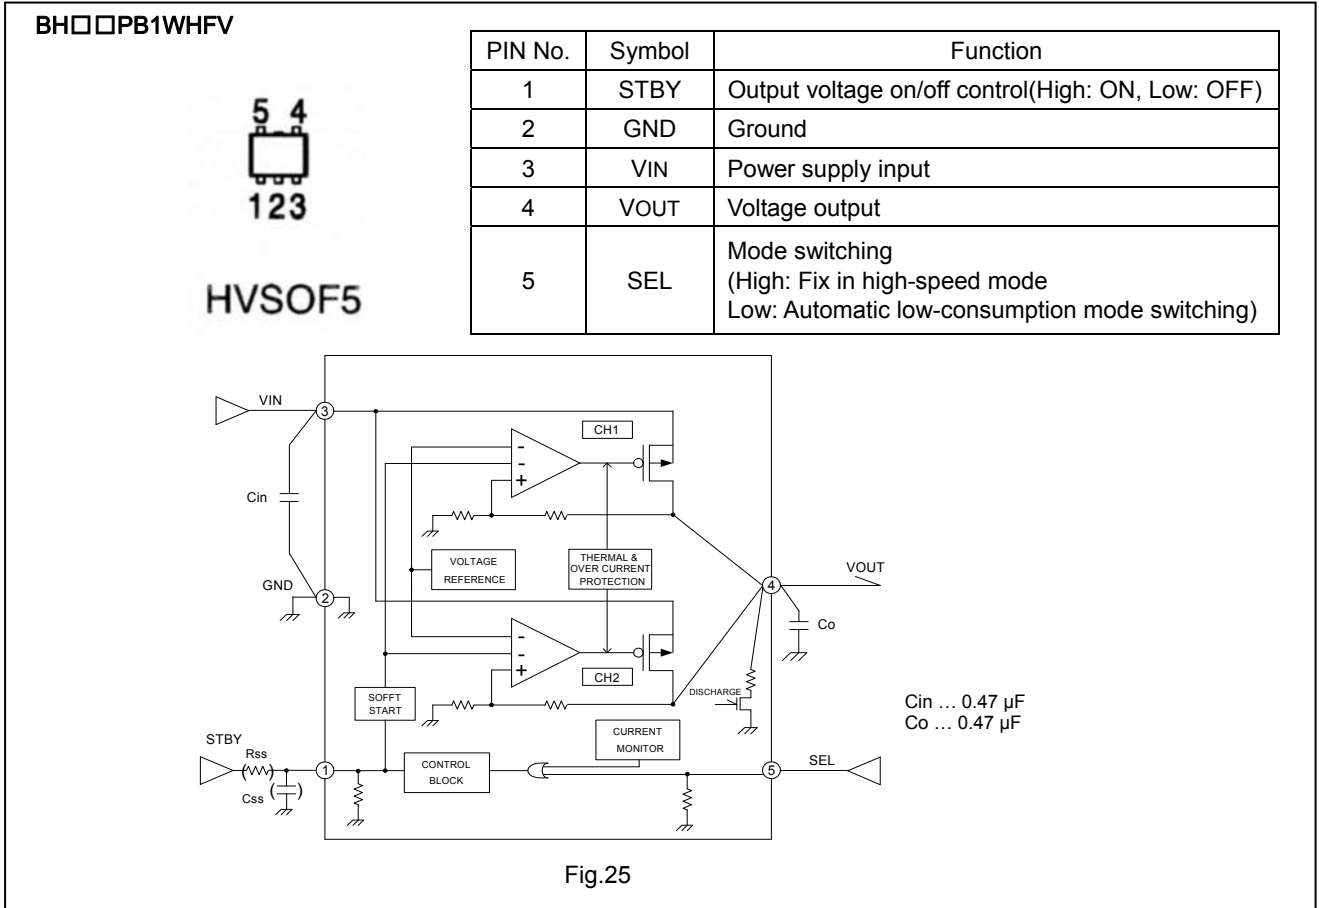 BH□□PB1WHFV
5 4
123
HVSOF5
PIN No. Symbol Function
1 STBY Output voltage on/off control(High: ON, Low: OFF)
2 GND Ground
3 VIN Power supply input
4 VOUT Voltage output
5 SEL Mode switching
(High: Fix in high-speed mode
Low: Automatic low-consumption mode switching)
VIN
3
CH1
-
-
+
Cin
VOLTAGE
REFERENCE
THERMAL &
OVER CURRENT
PROTECTION
VOUT
4
GND
2
Co
-
-
+
CH2
SOFFT
START
DISCHARGE
Cin … 0.47 µF
Co … 0.47 µF
CURRENT
MONITOR
STBY
Rss
1
CONTROL
BLOCK
5
SEL
Css
Fig.25